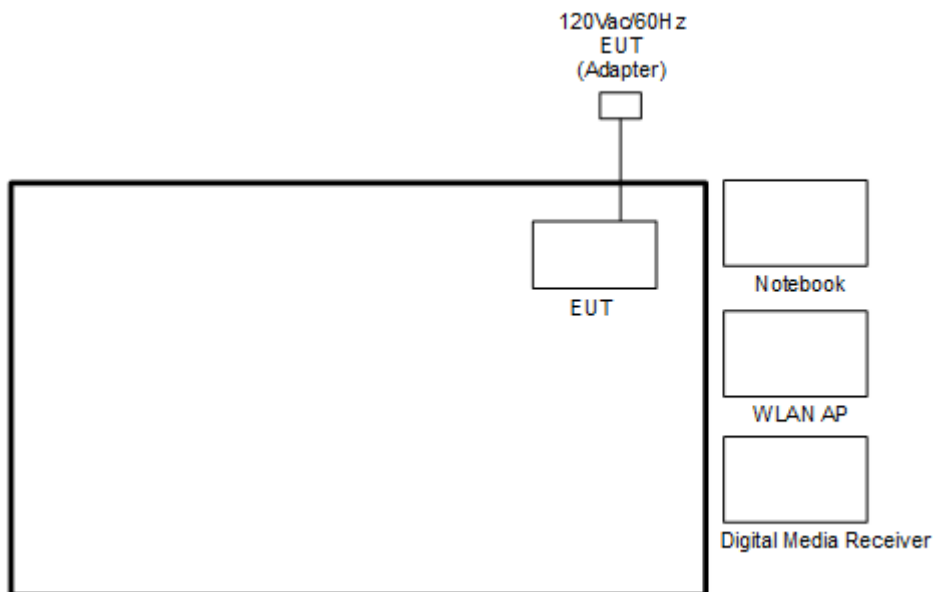 120Vac/60Hz
EUT
(Adapter)
EUT
Notebook
WLAN AP
Digital Media Receiver